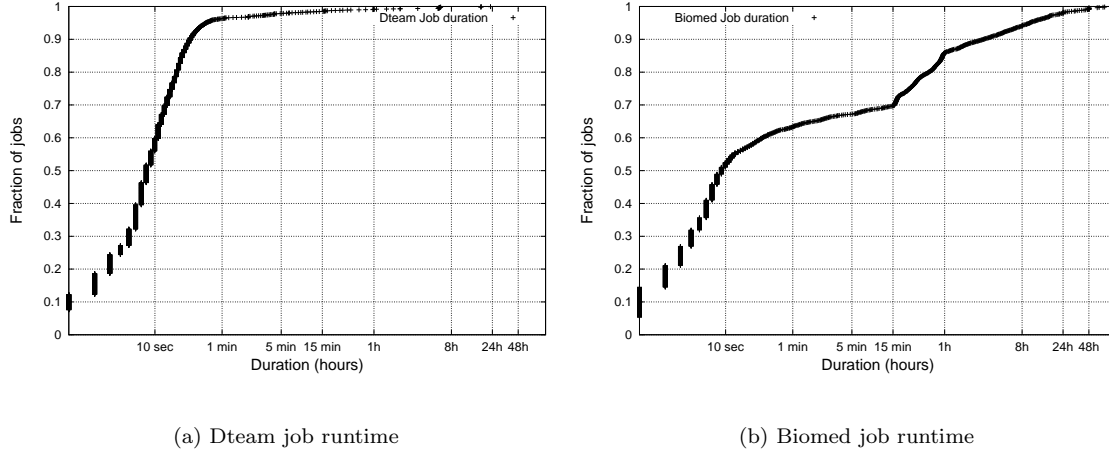 Dteam Job duration
1
0.9
0.8
0.7
0.6
0.5
0.4
0.3
0.2
0.1
0
Fraction of jobs
10 sec 1 min 5 min 15 min 1h 8h 24h 48h
Duration (hours)
(a) Dteam job runtime
Biomed Job duration
1
0.9
0.8
0.7
0.6
0.5
0.4
0.3
0.2
0.1
0
Fraction of jobs
10 sec 1 min 5 min 15 min 1h 8h 24h 48h
Duration (hours)
(b) Biomed job runtime